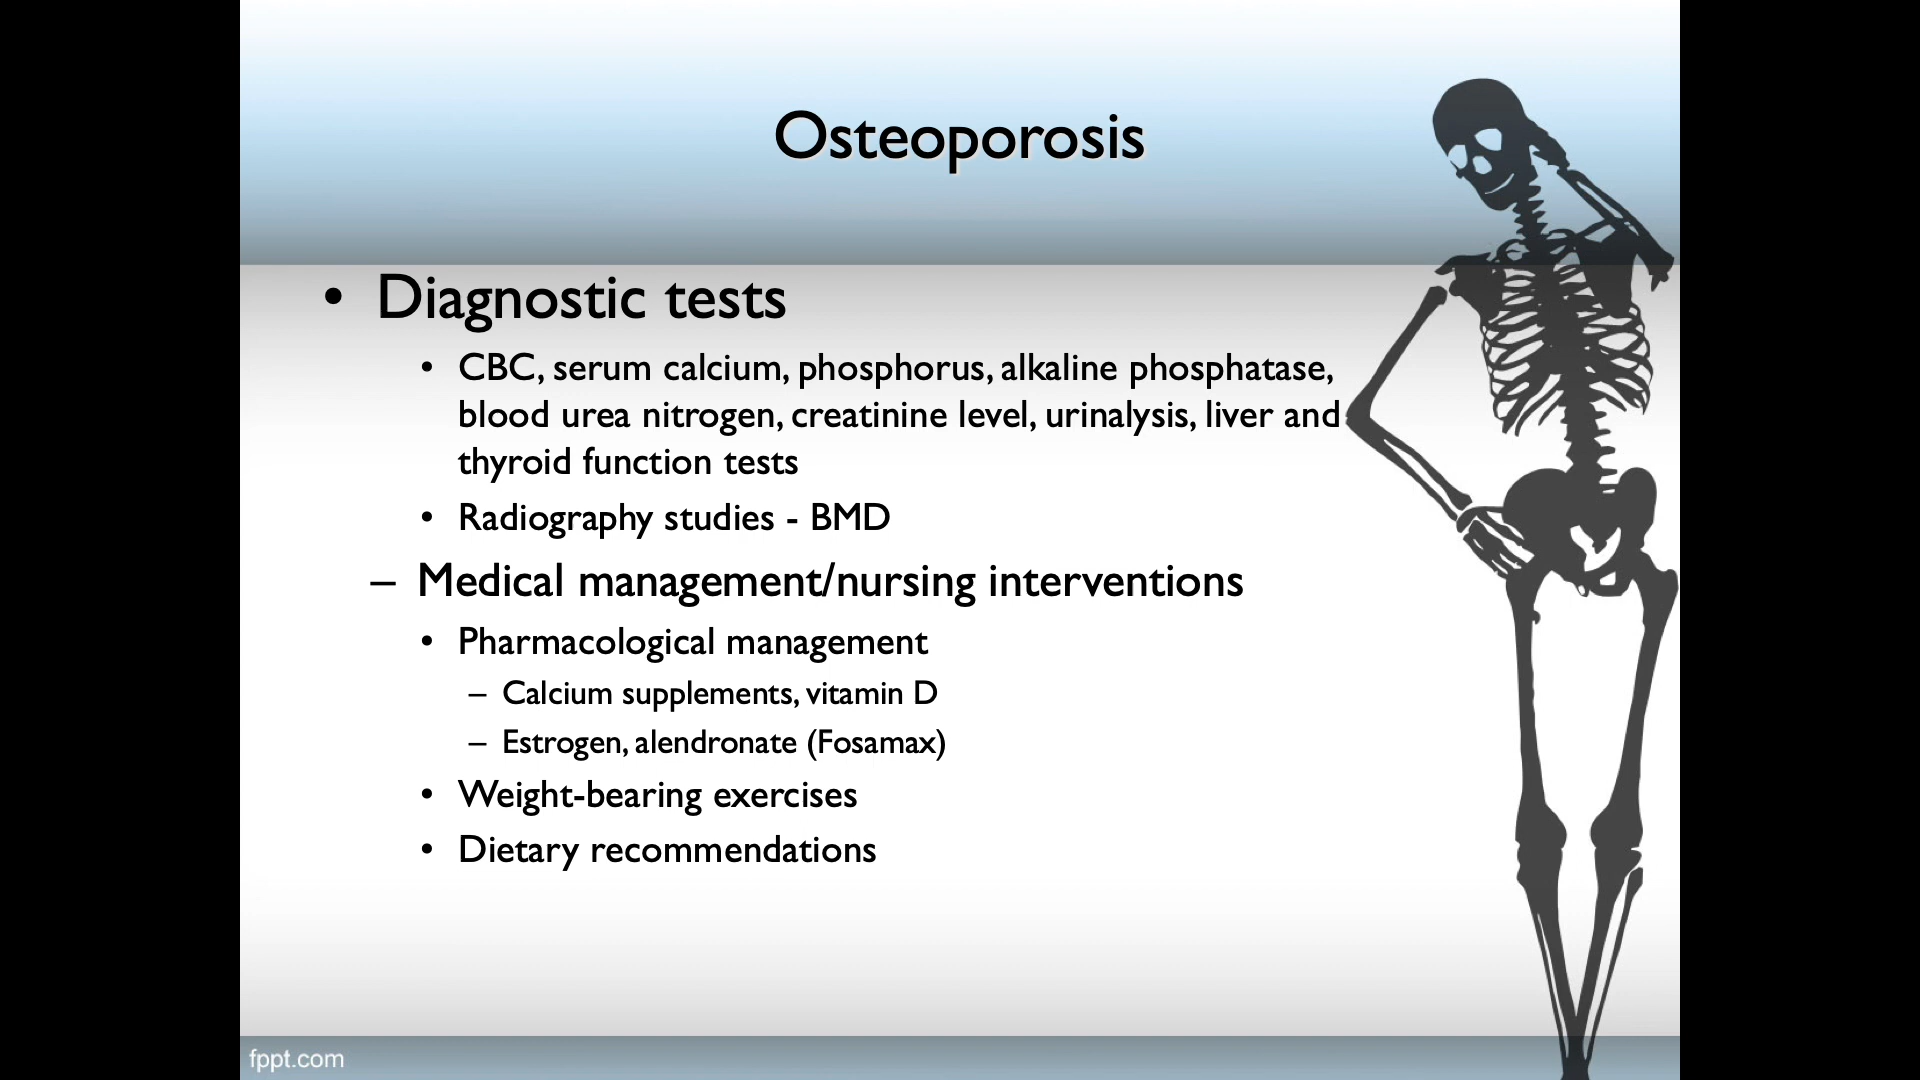 Osteoporosis
• Diagnostic tests
• CBC, serum calcium, phosphorus, alkaline phosphatase,
blood urea nitrogen, creatinine level, urinalysis, liver and
thyroid function tests
• Radiography studies - BMD
– Medical management/nursing interventions
• Pharmacological management
– Calcium supplements, vitamin D
– Estrogen, alendronate (Fosamax)
• Weight-bearing exercises
• Dietary recommendations
fppt.com